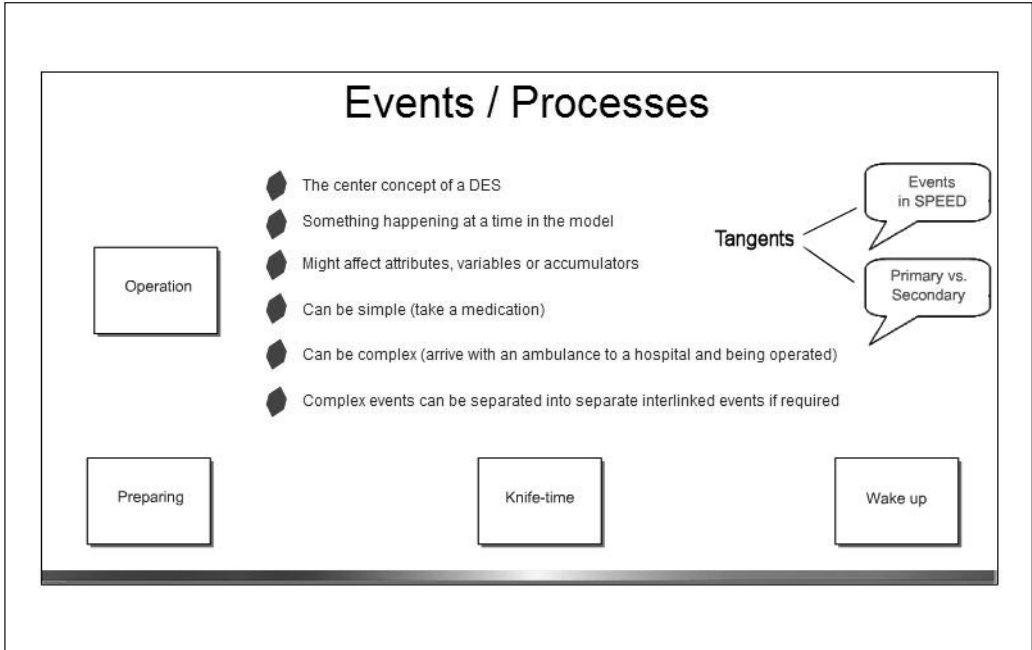 Events / Processes
The center concept of a DES
Something happening at a time in the model
Might affect attributes, variables or accumulators
Can be simple (take a medication)
Can be complex (arrive with an ambulance to a hospital and being operated)
Complex events can be separated into separate interlinked events if required
Operation
Tangents
Events
in SPEED
Primary vs.
Secondary
Preparing
Knife-time
Wake up